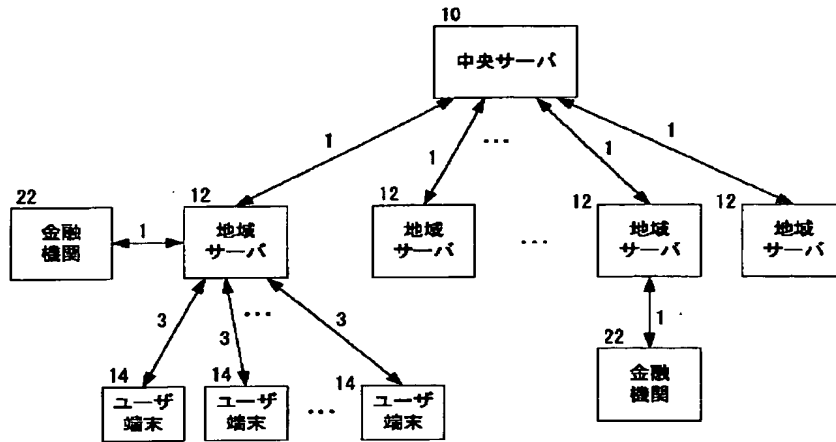 10
中央サーバ
1
1
...
1
1
22
金融
機関
1
12
地域
サーバ
12
地域
サーバ
...
12
地域
サーバ
12
地域
サーバ
3
3
...
3
1
14
ユーザ
端末
14
ユーザ
端末
...
14
ユーザ
端末
22
金融
機関